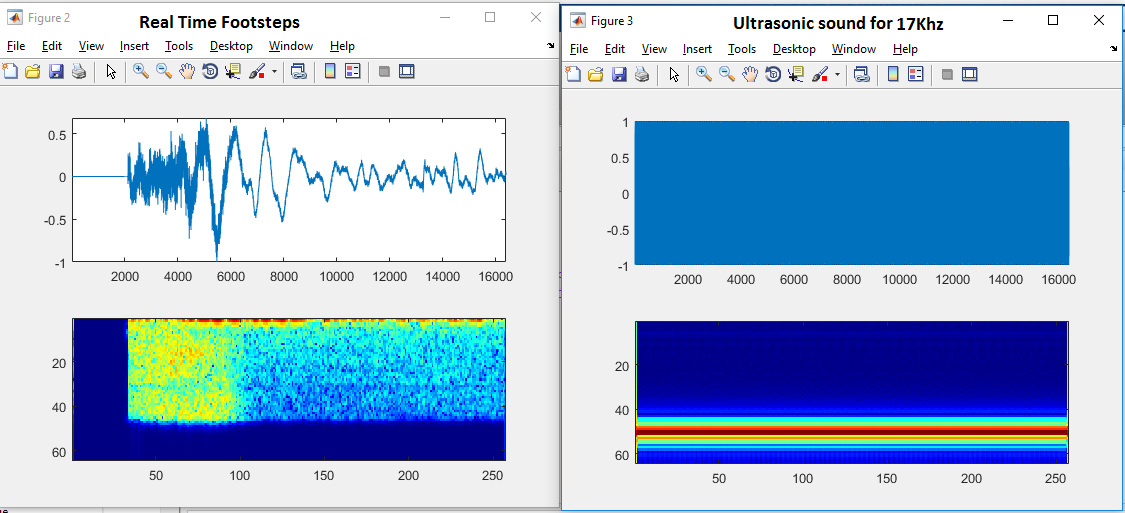 Figure 2
Real Time Footsteps
File Edit View Insert Tools Desktop Window Help
0.5
0
-0.5
-1
2000 4000 6000 8000 10000 12000 14000 16000
20
40
60
50 100 150 200 250
Figure 3
Ultrasonic sound for 17Khz
File Edit View Insert Tools Desktop Window Help
1
0.5
0
-0.5
-1
2000 4000 6000 8000 10000 12000 14000 16000
20
40
60
50 100 150 200 250